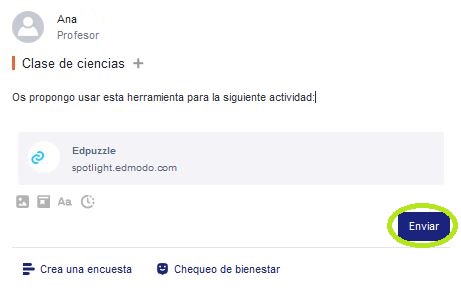 Ana
Profesor
Clase de ciencias +
Os propongo usar esta herramienta para la siguiente actividad:
Edpuzzle
spotlight.edmodo.com
Aa
Enviar
Crea una encuesta
Chequeo de bienestar